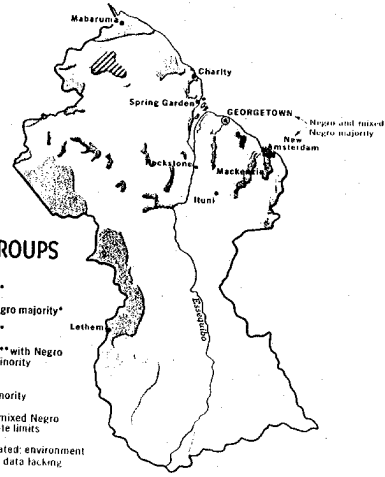 Mabaruma
Charity
Spring Garden
GEORGETOWN
Negro and mixed
Negro majority
New
Amsterdam
Rockstone
Mackenzie
Ituni
Essequibo
Lethem
ROUPS
*
gro majority*
*
** with Negro
inority
nority
mixed Negro
te limits
ated; environment
data lacking